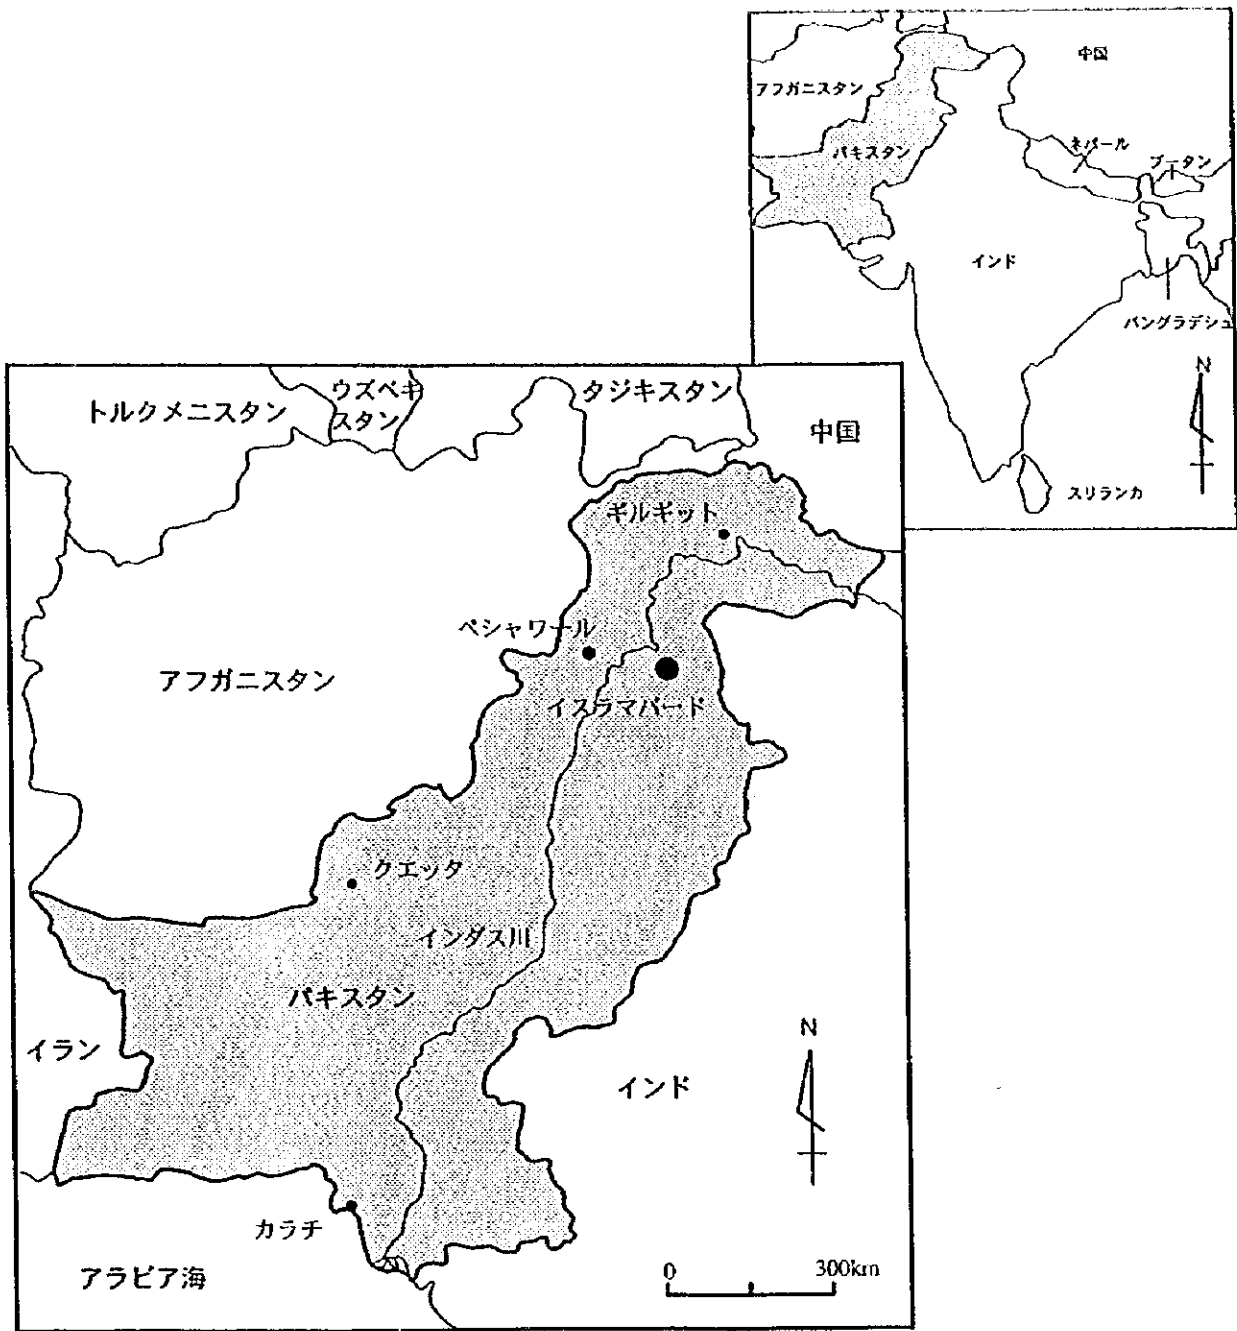 中国
アフガニスタン
パキスタン
ネパール
ブータン
インド
バングラデシュ
N
スリランカ
トルクメニスタン
ウズベキ
スタン
タジキスタン
中国
ギルギット
ペシャワール
アフガニスタン
イスラマバード
クエッタ
インダス川
パキスタン
イラン
N
インド
カラチ
アラビア海
0
300km